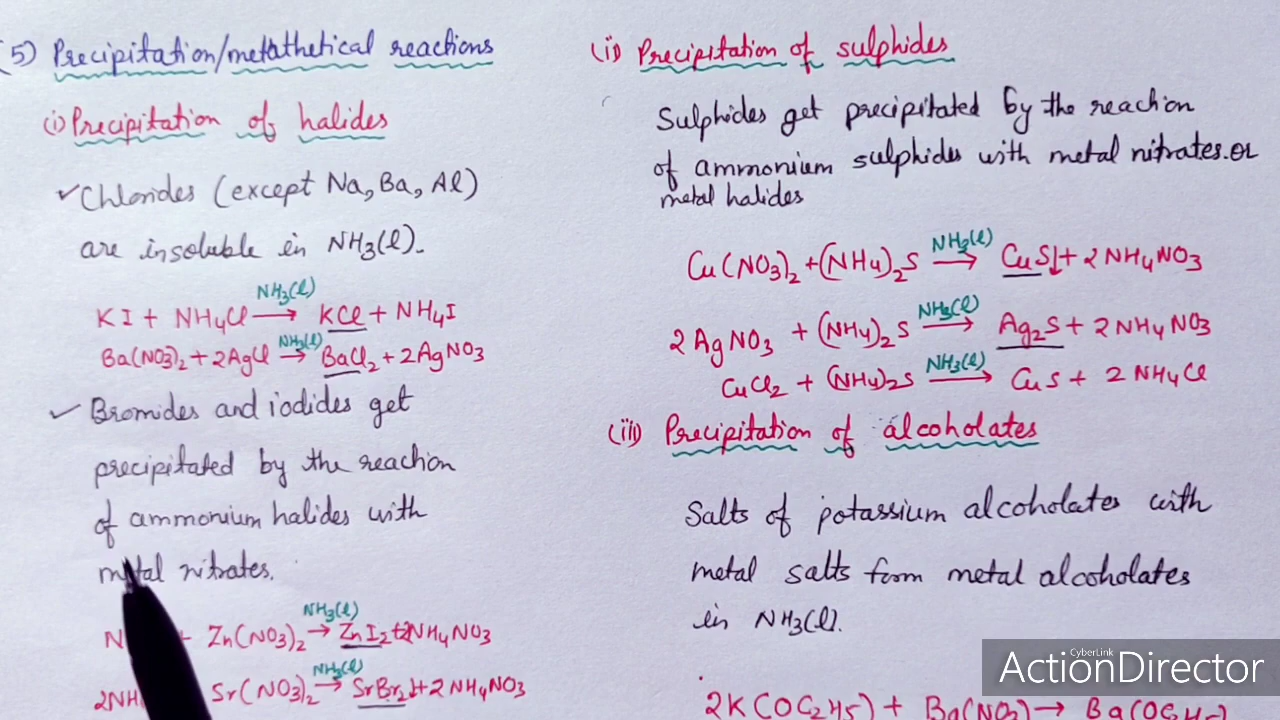 5) Precipitation/metathetical reactions
(i) Precipitation of halides
✓ Chlorides (except Na, Ba, Al)
are insoluble in NH3(l).
KI + NH4Cl NH3(l)→ KCl + NH4I
Ba(NO3)2 + 2AgCl NH3(l)→ BaCl2 + 2AgNO3
✓ Bromides and iodides get
precipitated by the reaction
of ammonium halides with
metal nitrates.
+ Zn(NO3)2 NH3(l)→ ZnI2 + 2NH4NO3
Sr(NO3)2 NH3(l)→ SrBr2↓ + 2NH4NO3
(ii) Precipitation of sulphides
Sulphides get precipitated by the reaction
of ammonium sulphides with metal nitrates.or
metal halides
Cu(NO3)2 + (NH4)2S NH3(l)→ CuS↓ + 2NH4NO3
2AgNO3 + (NH4)2S NH3(l)→ Ag2S + 2NH4NO3
CuCl2 + (NH4)2S NH3(l)→ CuS + 2NH4Cl
(iii) Precipitation of alcoholates
Salts of potassium alcoholates with
metal salts form metal alcoholates
in NH3(l).
2K(OC2H5) +
CyberLink
ActionDirector